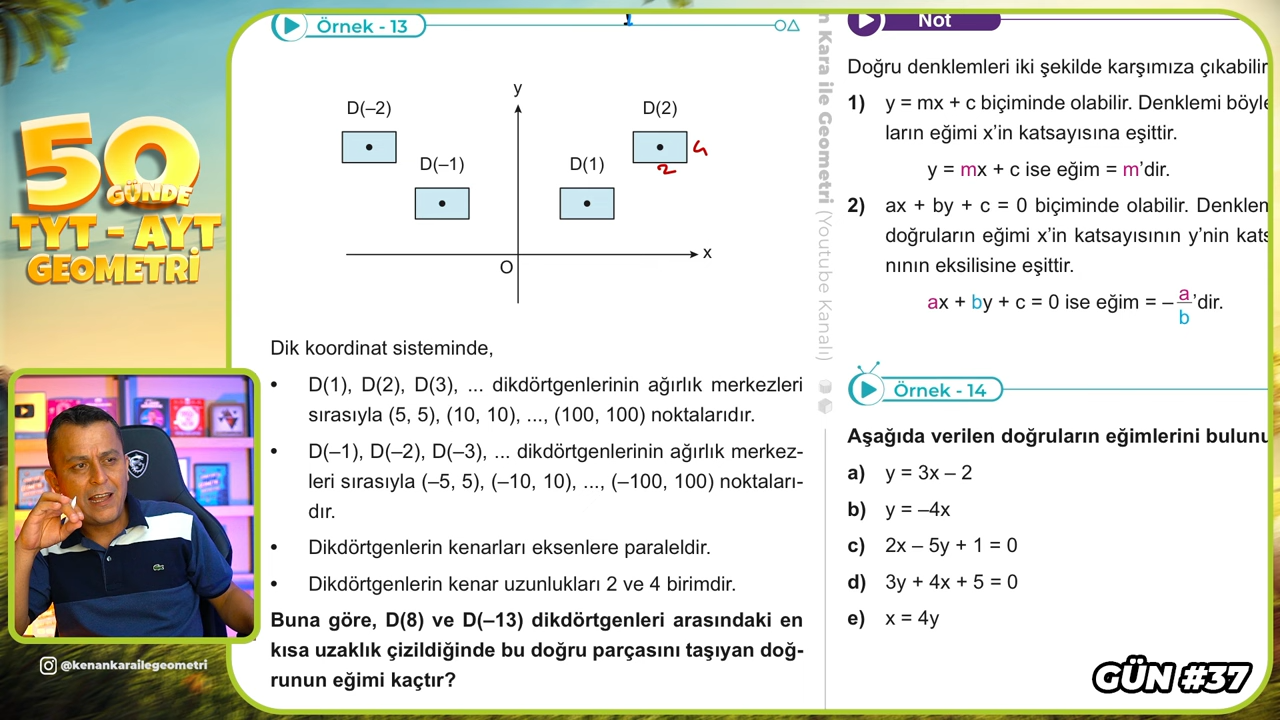 50
GÜNDE
TYT AYT
GEOMETRİ
@kenankarailegeometri
Örnek - 13
y
D(–2)
D(2)
4
2
D(–1)
D(1)
x
O
Dik koordinat sisteminde,
• D(1), D(2), D(3), ... dikdörtgenlerinin ağırlık merkezleri
sırasıyla (5, 5), (10, 10), ..., (100, 100) noktalarıdır.
• D(–1), D(–2), D(–3), ... dikdörtgenlerinin ağırlık merkez-
leri sırasıyla (–5, 5), (–10, 10), ..., (–100, 100) noktaları-
dır.
• Dikdörtgenlerin kenarları eksenlere paraleldir.
• Dikdörtgenlerin kenar uzunlukları 2 ve 4 birimdir.
Buna göre, D(8) ve D(–13) dikdörtgenleri arasındaki en
kısa uzaklık çizildiğinde bu doğru parçasını taşıyan doğ-
runun eğimi kaçtır?
n Kara ile Geometri (Youtube Kanalı)
Not
Doğru denklemleri iki şekilde karşımıza çıkabilir
1) y = mx + c biçiminde olabilir. Denklemi böyle
ların eğimi x'in katsayısına eşittir.
y = mx + c ise eğim = m'dir.
2) ax + by + c = 0 biçiminde olabilir. Denklem
doğruların eğimi x'in katsayısının y'nin kats
nının eksilisine eşittir.
ax + by + c = 0 ise eğim = – a/b 'dir.
Örnek - 14
Aşağıda verilen doğruların eğimlerini bulunu
a) y = 3x – 2
b) y = –4x
c) 2x – 5y + 1 = 0
d) 3y + 4x + 5 = 0
e) x = 4y
GÜN #37